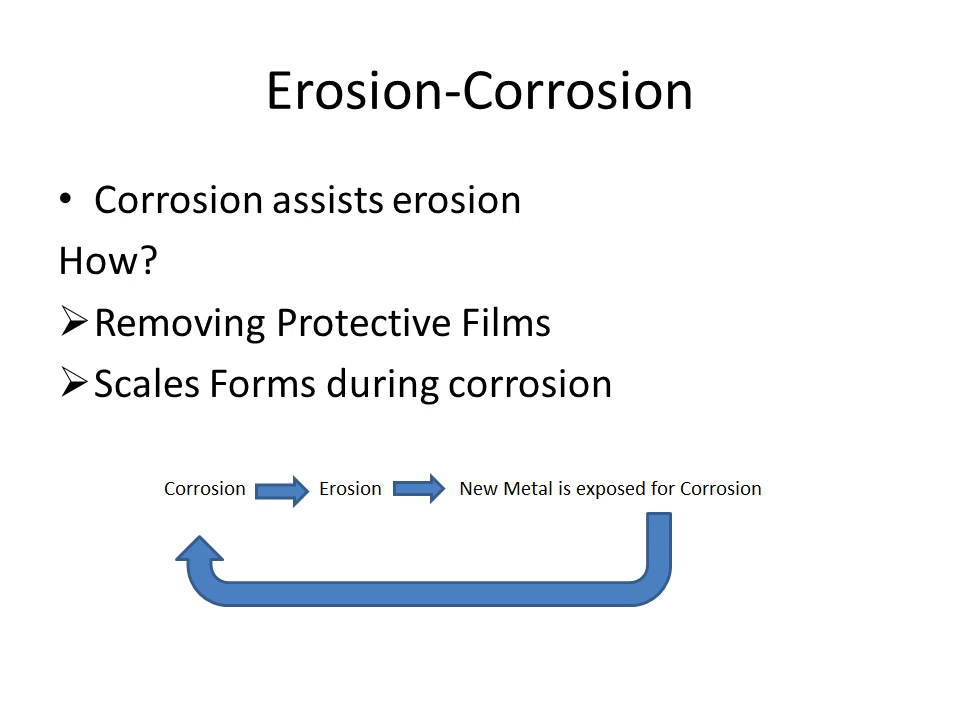 Erosion-Corrosion
• Corrosion assists erosion
How?
➢Removing Protective Films
➢Scales Forms during corrosion
Corrosion Erosion New Metal is exposed for Corrosion